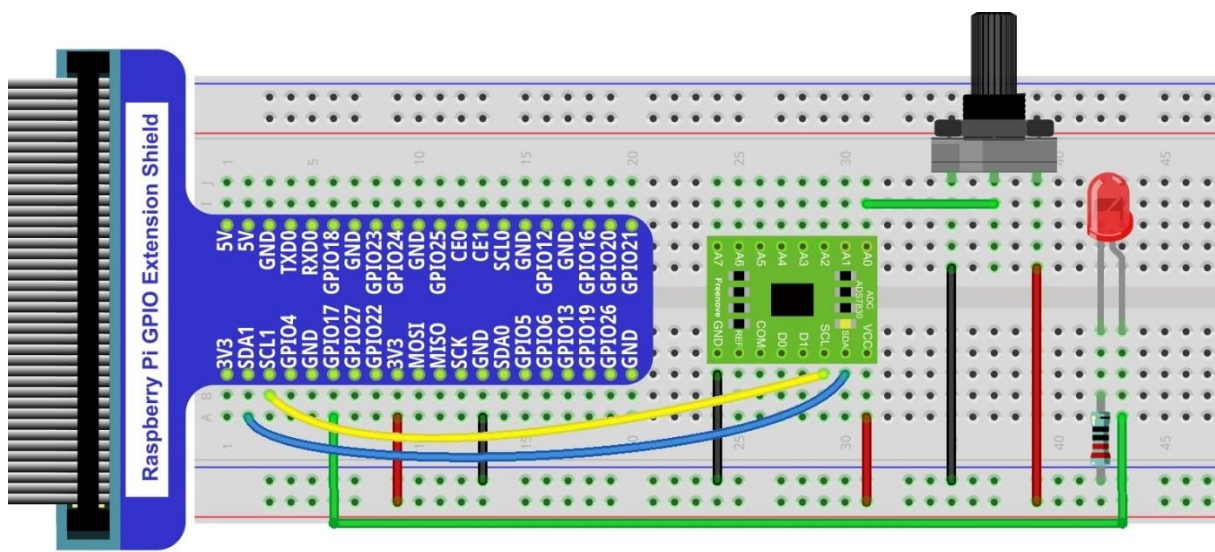 Raspberry Pi GPIO Extension Shield
1 5 10 15 20 25 30 35 40 45
J
I
5V 5V GND TXD0 RXD0 GPIO18 GND GPIO23 GPIO24 GND GPIO25 CE0 CE1 SCL0 GND GPIO12 GND GPIO16 GPIO20 GPIO21
3V3 SDA1 SCL1 GPIO4 GND GPIO17 GPIO27 GPIO22 3V3 MOSI MISO SCK GND SDA0 GPIO5 GPIO6 GPIO13 GPIO19 GPIO26 GND
A7 A6 A5 A4 A3 A2 A1 A0
Freenove
ADC
ADS7830
GND REF COM D0 D1 SCL SDA VCC
B
A
1 15 20 25 30 40 45